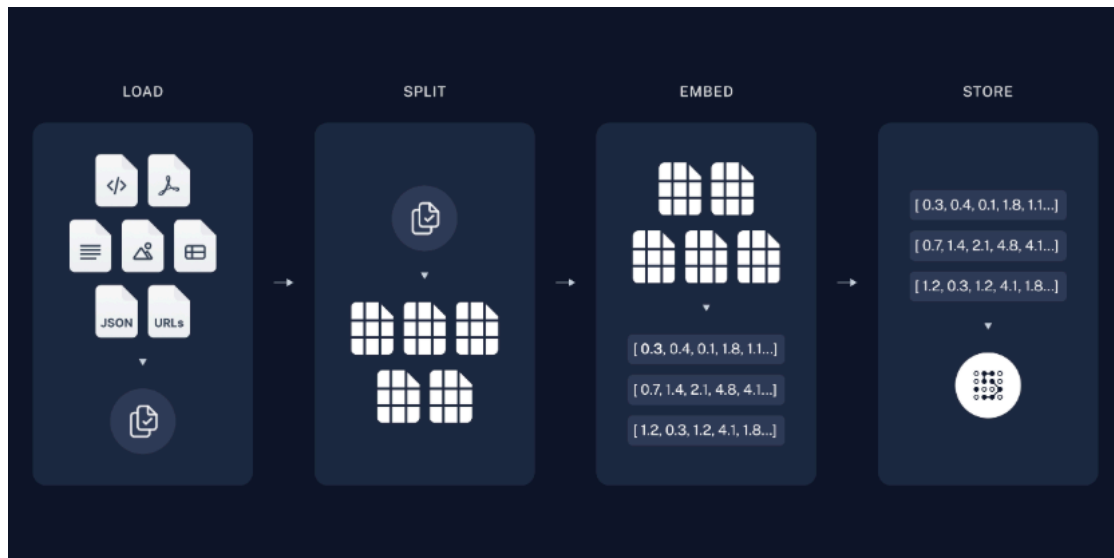 LOAD
SPLIT
EMBED
STORE
</>
JSON
URLs
[ 0.3, 0.4, 0.1, 1.8, 1.1...]
[ 0.7, 1.4, 2.1, 4.8, 4.1...]
[ 1.2, 0.3, 1.2, 4.1, 1.8...]
[ 0.3, 0.4, 0.1, 1.8, 1.1...]
[ 0.7, 1.4, 2.1, 4.8, 4.1...]
[ 1.2, 0.3, 1.2, 4.1, 1.8...]